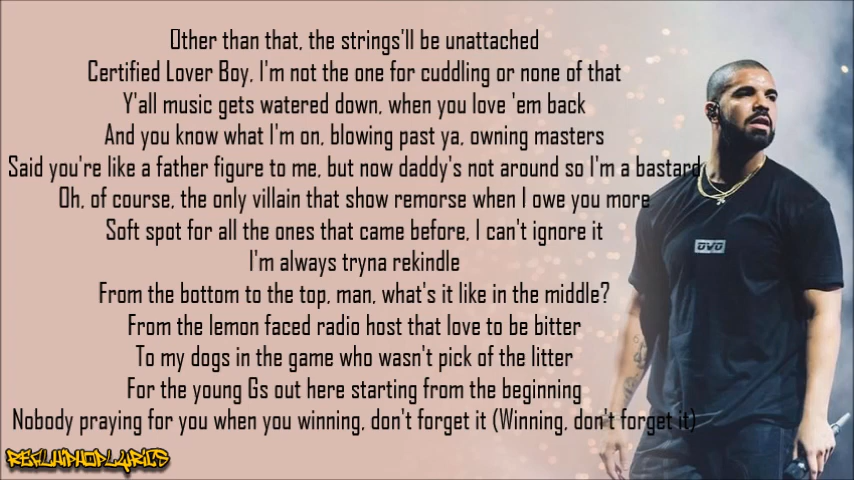 Other than that, the strings'll be unattached
Certified Lover Boy, I'm not the one for cuddling or none of that
Y'all music gets watered down, when you love 'em back
And you know what I'm on, blowing past ya, owning masters
Said you're like a father figure to me, but now daddy's not around so I'm a bastard
Oh, of course, the only villain that show remorse when I owe you more
Soft spot for all the ones that came before, I can't ignore it
I'm always tryna rekindle
From the bottom to the top, man, what's it like in the middle?
From the lemon faced radio host that love to be bitter
To my dogs in the game who wasn't pick of the litter
For the young Gs out here starting from the beginning
Nobody praying for you when you winning, don't forget it (Winning, don't forget it)
OVO
REFLHIPHOPLYRICS